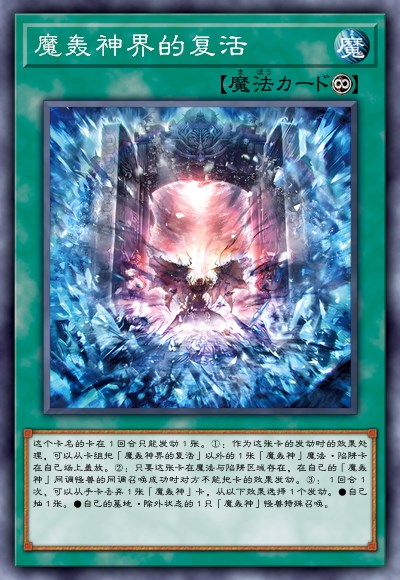 魔轰神界的复活
魔
【魔法カード】
まほう
这个卡名的卡在1回合只能发动1张。①：作为这张卡的发动时的效果处
理，可以从卡组把「魔轰神界的复活」以外的1张「魔轰神」魔法·陷阱卡
在自己场上盖放。②：只要这张卡在魔法与陷阱区域存在，在自己的「魔轰
神」同调怪兽的同调召唤成功时对方不能把卡的效果发动。③：1回合1
次，可以从手卡丢弃1张「魔轰神」卡，从以下效果选择1个发动。●自己
抽1张。●自己的墓地·除外状态的1只「魔轰神」怪兽特殊召唤。